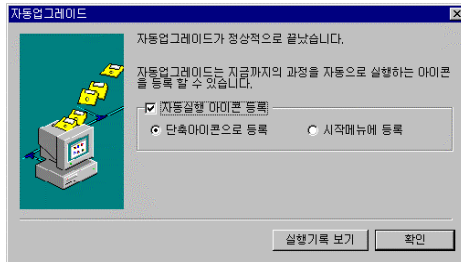 자동업그레이드
자동업그레이드가 정상적으로 끝났습니다.
자동업그레이드는 지금까지의 과정을 자동으로 실행하는 아이콘
을 등록 할 수 있습니다.
자동실행 아이콘 등록
단축아이콘으로 등록 시작메뉴에 등록
실행기록 보기 확인